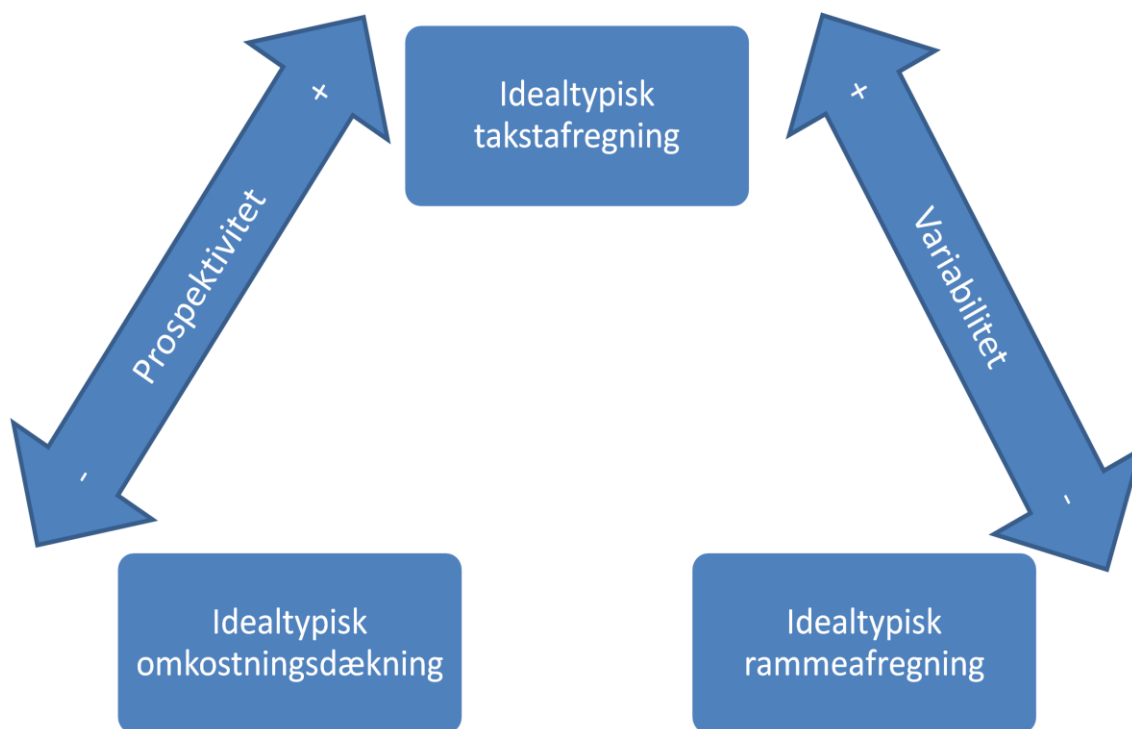 Idealtypisk
takstafregning
+
+
Prospektivitet
Variabilitet
-
-
Idealtypisk
omkostningsdækning
Idealtypisk
rammeafregning